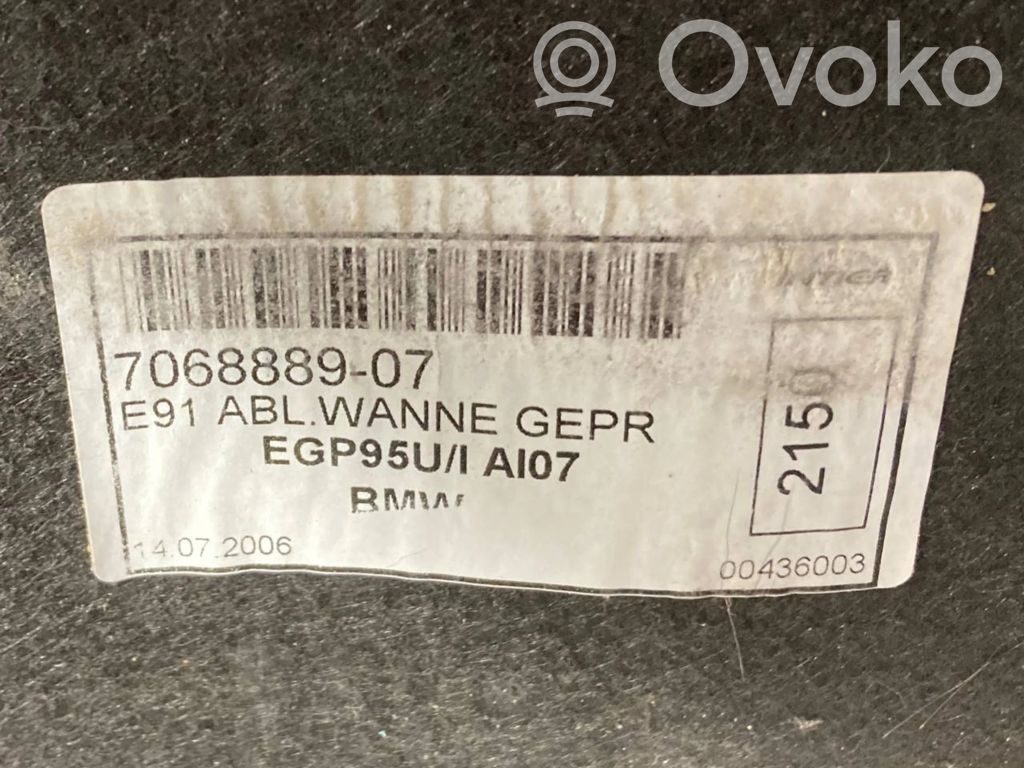 Ovoko
7068889-07
E91 ABL.WANNE GEPR
EGP95U/I AI07
BMW
14.07.2006
2150
00436003